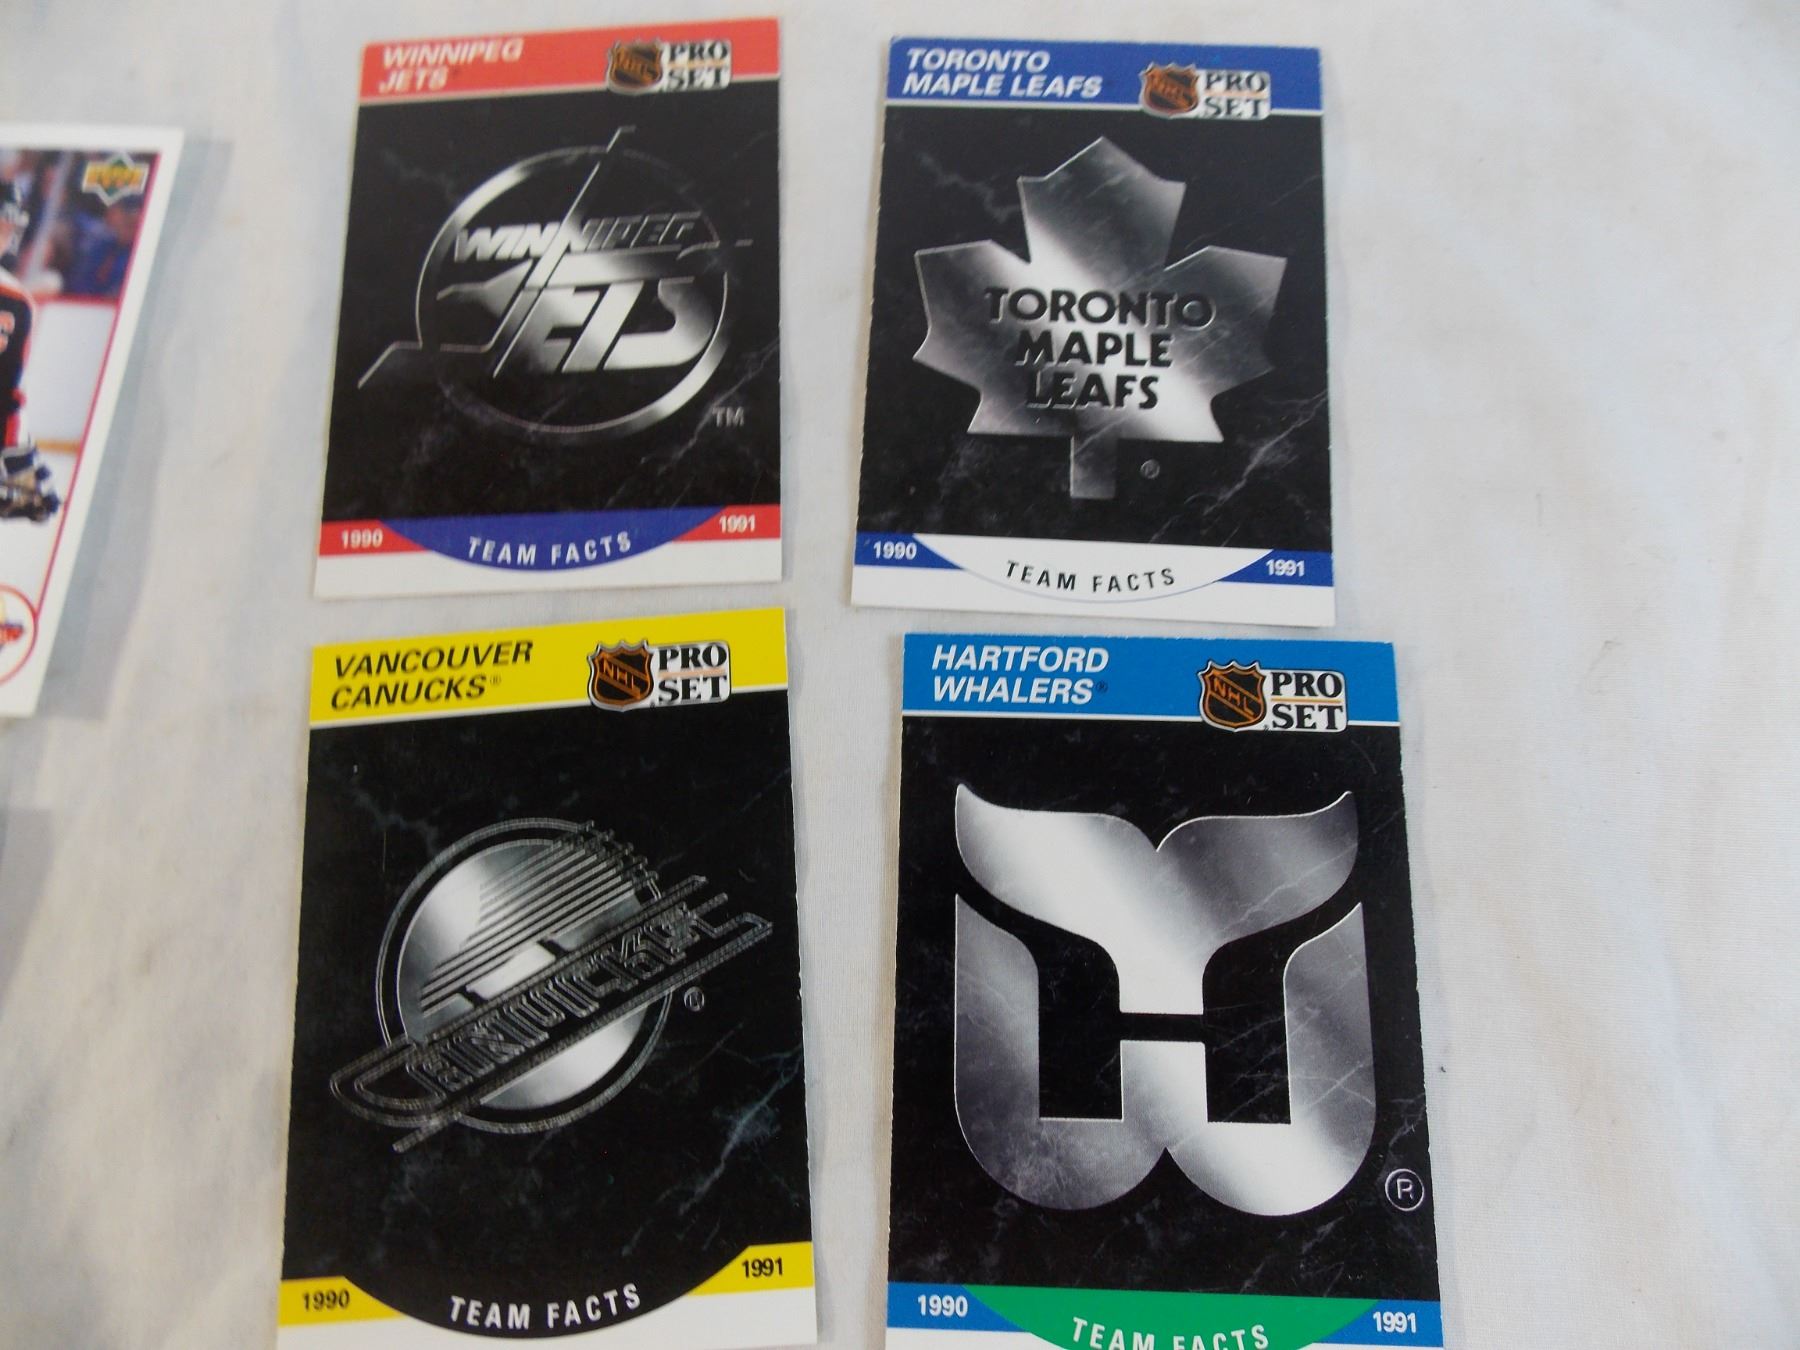 WINNIPEG
JETS
NHL
PRO
SET
WINNIPEG
JETS
TM
1990
TEAM FACTS
1991
TORONTO
MAPLE LEAFS
NHL
PRO
SET
TORONTO
MAPLE
LEAFS
®
1990
TEAM FACTS
1991
VANCOUVER
CANUCKS®
NHL
PRO
SET
CANUCKS
®
1990
TEAM FACTS
1991
HARTFORD
WHALERS®
NHL
PRO
SET
®
1990
TEAM FACTS
1991